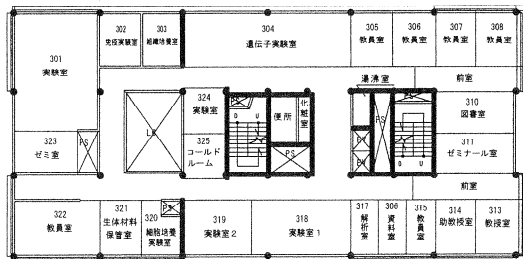 301
実験室
302
免疫実験室
303
組織培養室
304
遺伝子実験室
305
教員室
306
教員室
307
教員室
308
教員室
湯沸室
前室
310
図書室
311
ゼミナール室
前室
323
ゼミ室
PS
324
実験室
325
コールド
ルーム
D U
便所
化粧室
PS
PS
EV
EV
D U
322
教員室
321
生体材料
保管室
320
細胞培養
実験室
PS
319
実験室2
318
実験室1
317
解析室
306
資料室
315
教員室
314
助教授室
313
教授室